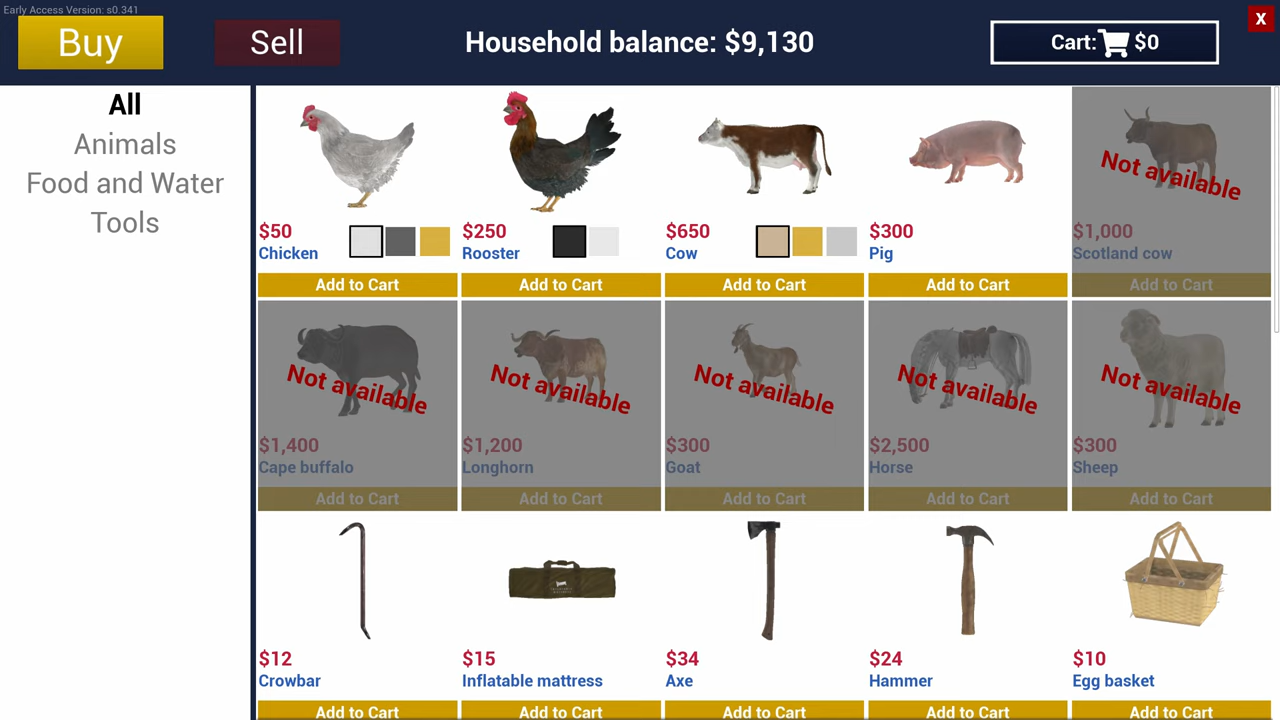 Early Access Version: s0.341
Buy
Sell
Household balance: $9,130
Cart: $0
X
All
Animals
Food and Water
Tools
$50
Chicken
Add to Cart
$250
Rooster
Add to Cart
$650
Cow
Add to Cart
$300
Pig
Add to Cart
Not available
$1,000
Scotland cow
Add to Cart
Not available
$1,400
Cape buffalo
Add to Cart
Not available
$1,200
Longhorn
Add to Cart
Not available
$300
Goat
Add to Cart
Not available
$2,500
Horse
Add to Cart
Not available
$300
Sheep
Add to Cart
$12
Crowbar
Add to Cart
$15
Inflatable mattress
Add to Cart
$34
Axe
Add to Cart
$24
Hammer
Add to Cart
$10
Egg basket
Add to Cart